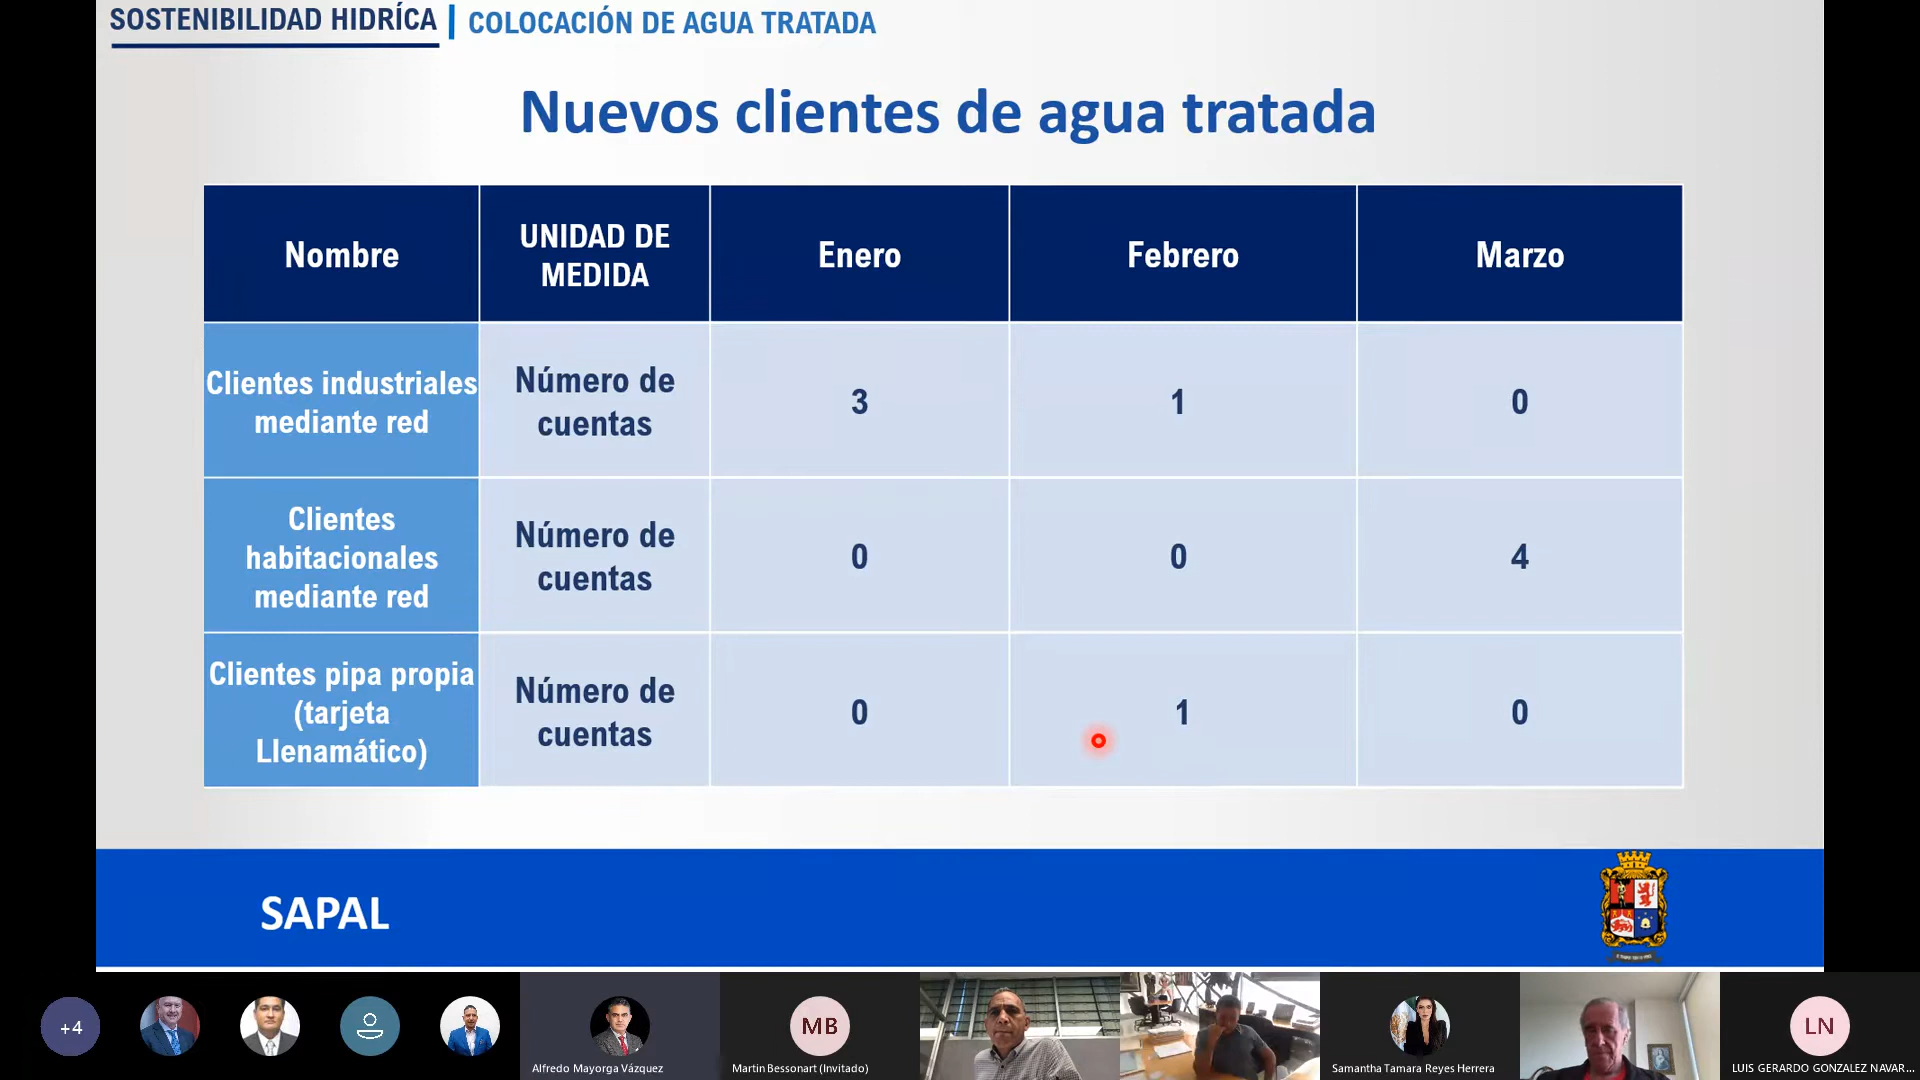 SOSTENIBILIDAD HIDRÍCA | COLOCACIÓN DE AGUA TRATADA
Nuevos clientes de agua tratada
Nombre
UNIDAD DE
MEDIDA
Enero
Febrero
Marzo
Clientes industriales
mediante red
Número de
cuentas
3
1
0
Clientes
habitacionales
mediante red
Número de
cuentas
0
0
4
Clientes pipa propia
(tarjeta
Llenamático)
Número de
cuentas
0
1
0
SAPAL
+4
Alfredo Mayorga Vázquez
MB
Martin Bessonart (Invitado)
Samantha Tamara Reyes Herrera
LN
LUIS GERARDO GONZALEZ NAVAR...